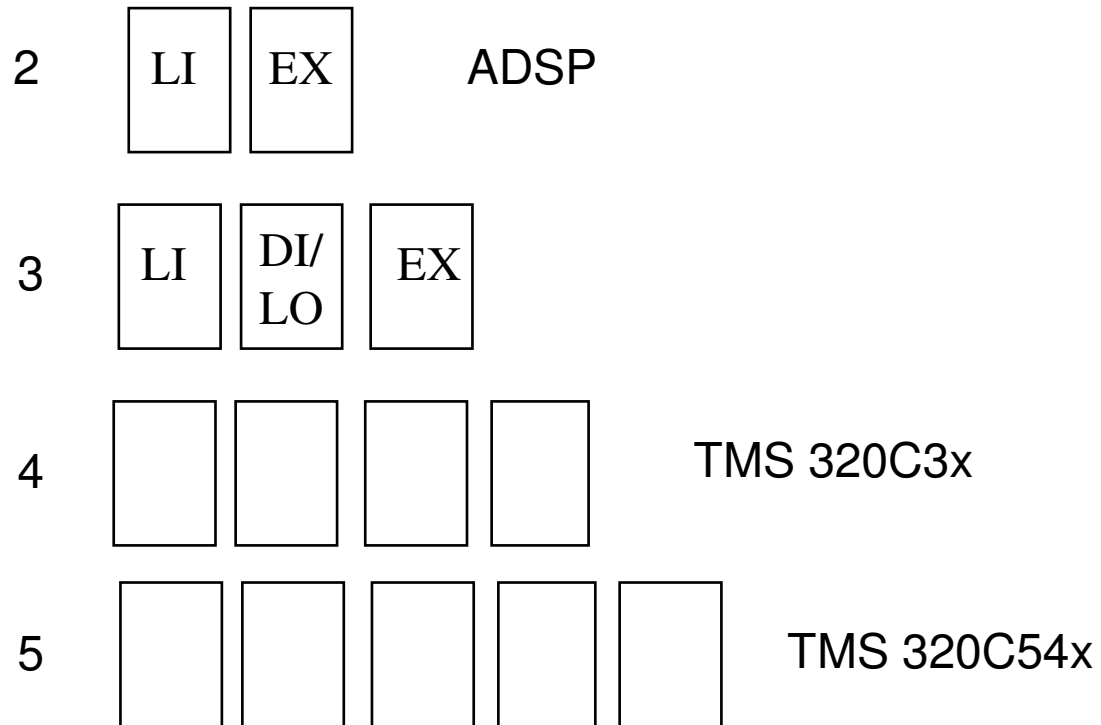 2 LI EX ADSP
3 LI DI/ EX
LO
4 TMS 320C3x
5 TMS 320C54x